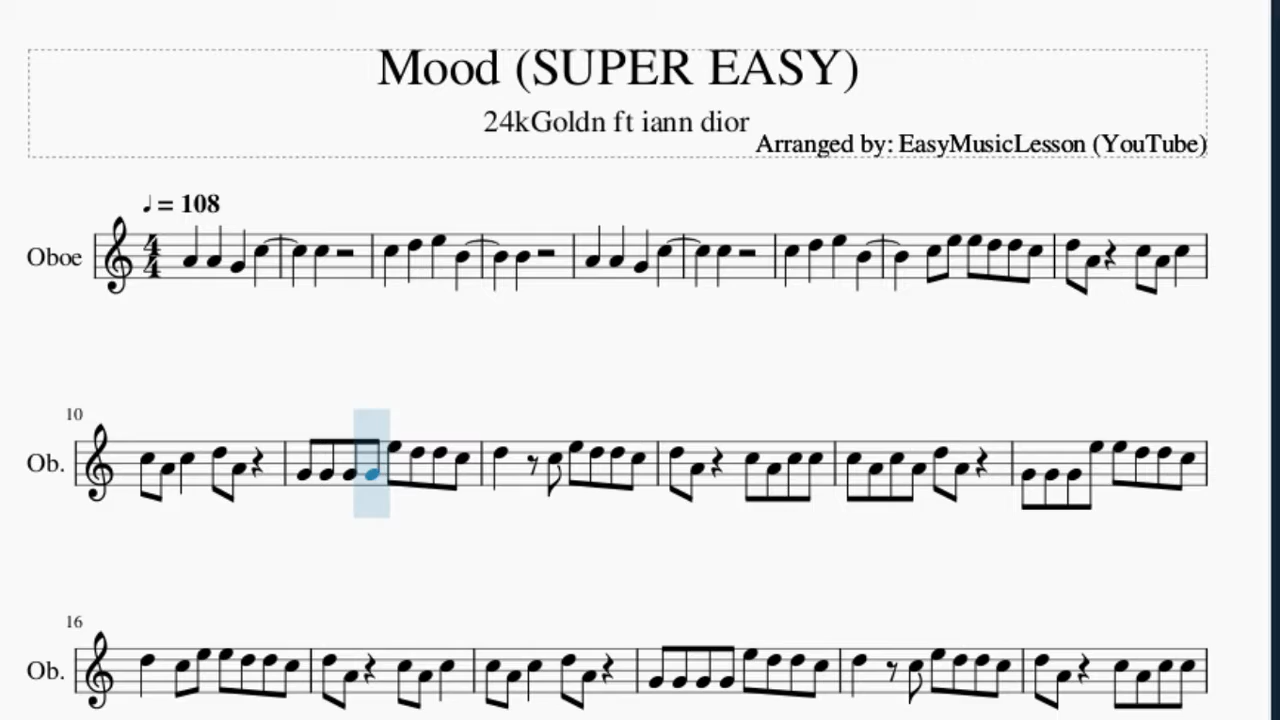 Mood (SUPER EASY)
24kGoldn ft iann dior
Arranged by: EasyMusicLesson (YouTube)
♩ = 108
Oboe
4
4
10
Ob.
16
Ob.